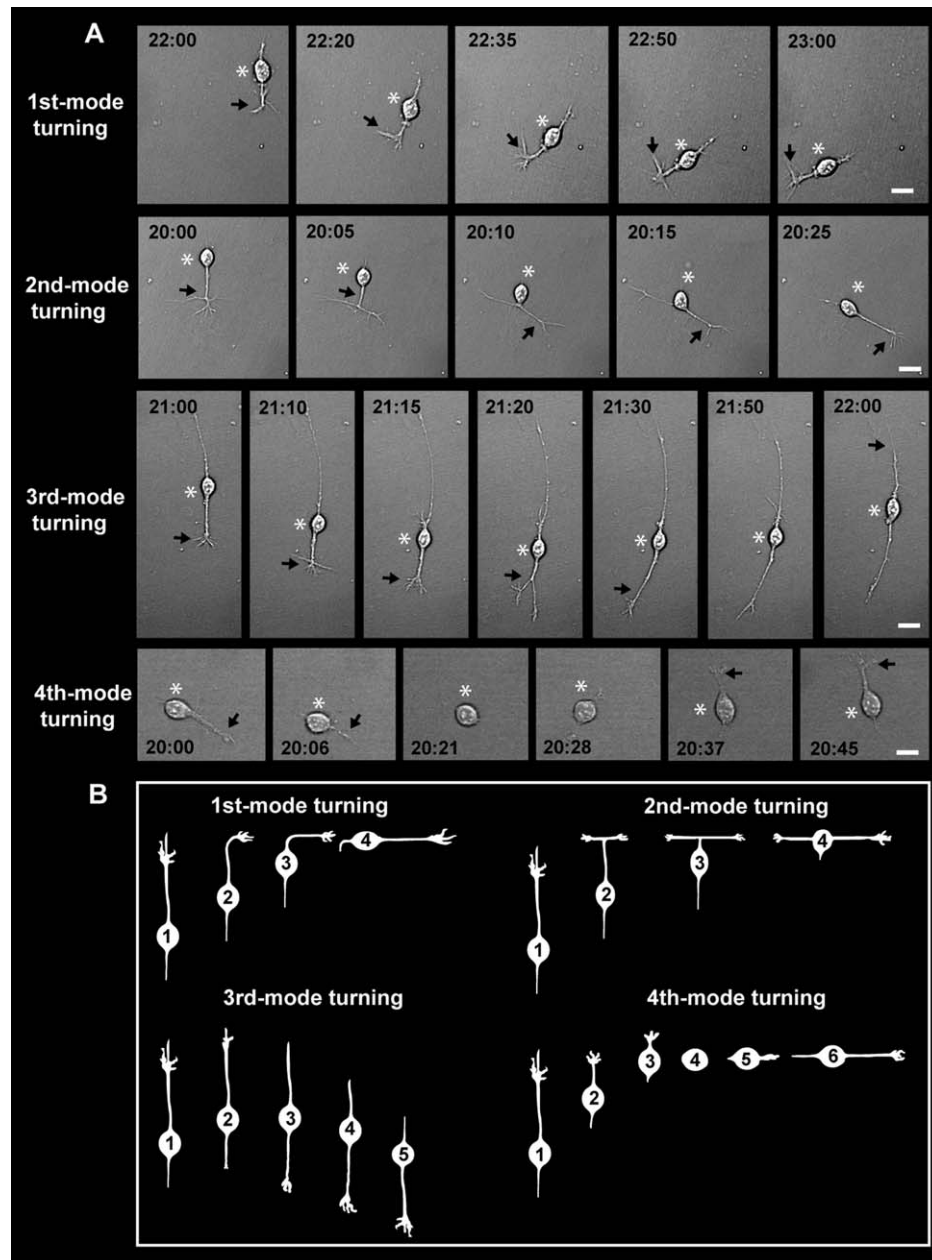 A
22:00 22:20 22:35 22:50 23:00
1st-mode
turning
20:00 20:05 20:10 20:15 20:25
2nd-mode
turning
21:00 21:10 21:15 21:20 21:30 21:50 22:00
3rd-mode
turning
4th-mode
turning
20:00 20:06 20:21 20:28 20:37 20:45
B
1st-mode turning 2nd-mode turning
1 2 3 4 1 2 3 4
3rd-mode turning 4th-mode turning
1 2 3 4 5 1 2 3 4 5 6